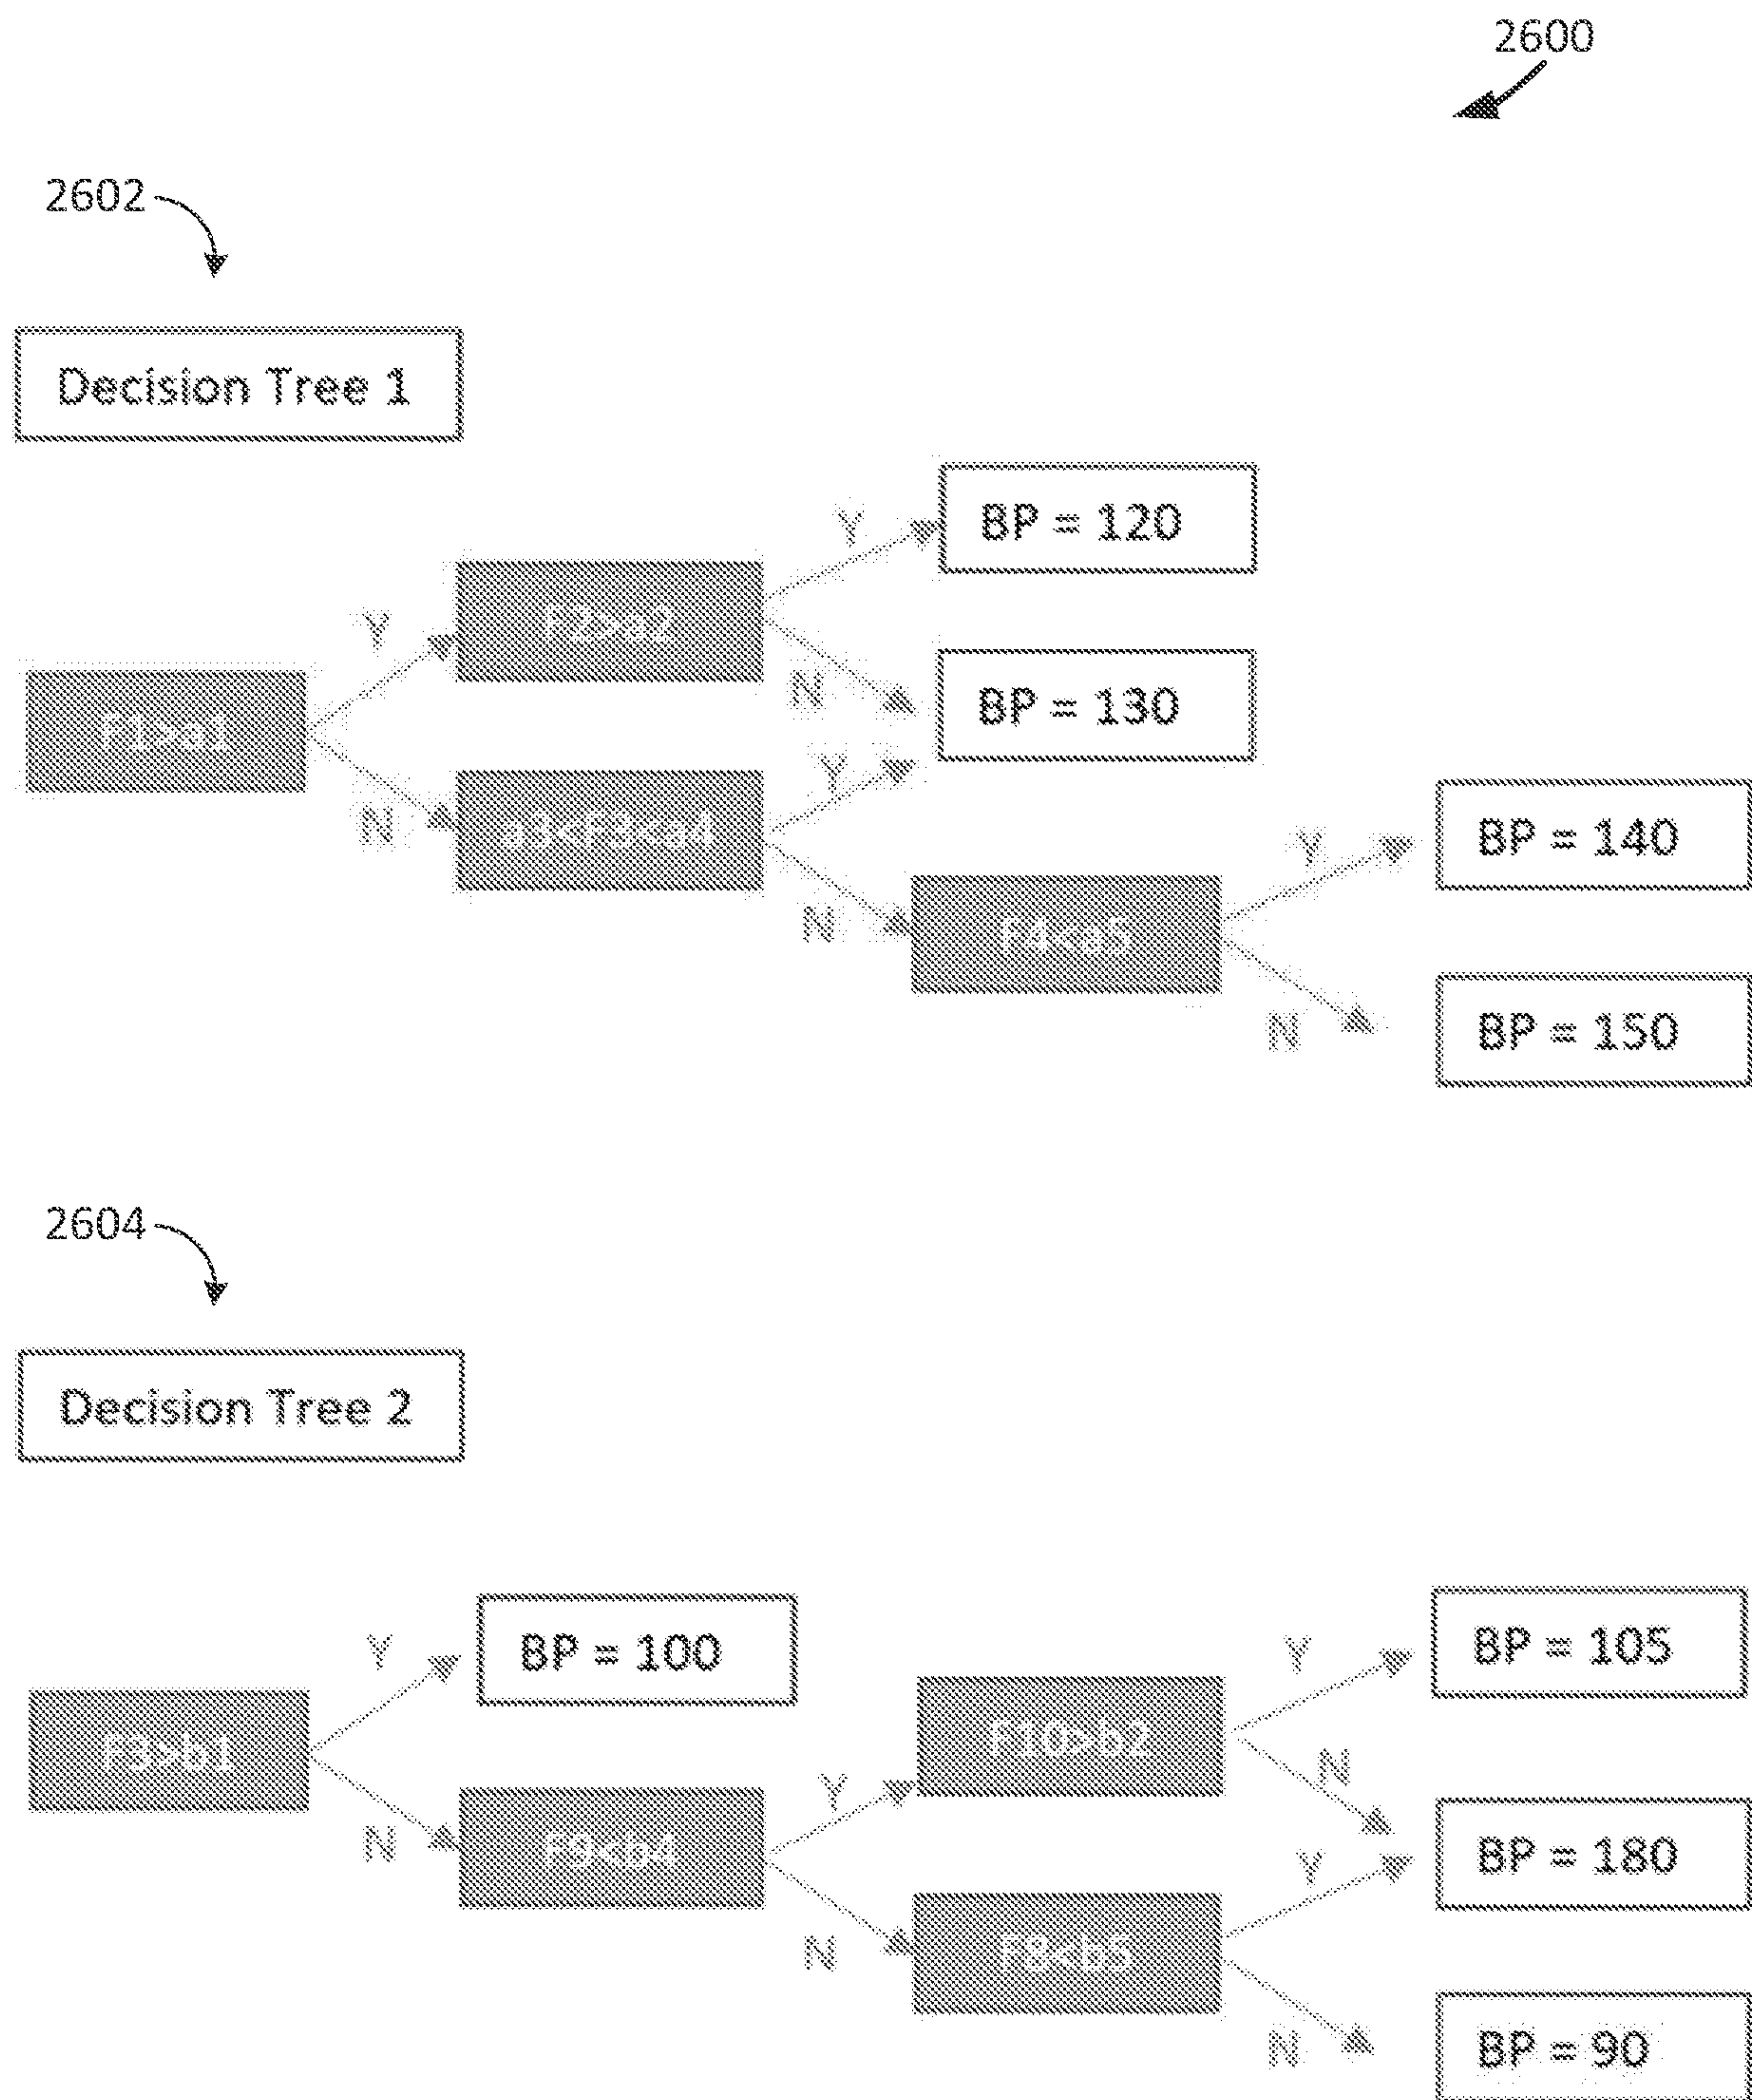 2600
2602
Decision Tree 1
BP = 120
Y
F2>a2
Y
N
BP = 130
F1>a1
Y
N
a3<F3<a4
BP = 140
Y
N
F4<a5
N
BP = 150
2604
Decision Tree 2
BP = 100
BP = 105
Y
Y
F10>b2
F3>b1
Y
N
N
F9<b4
BP = 180
Y
N
F8<b5
N
BP = 90